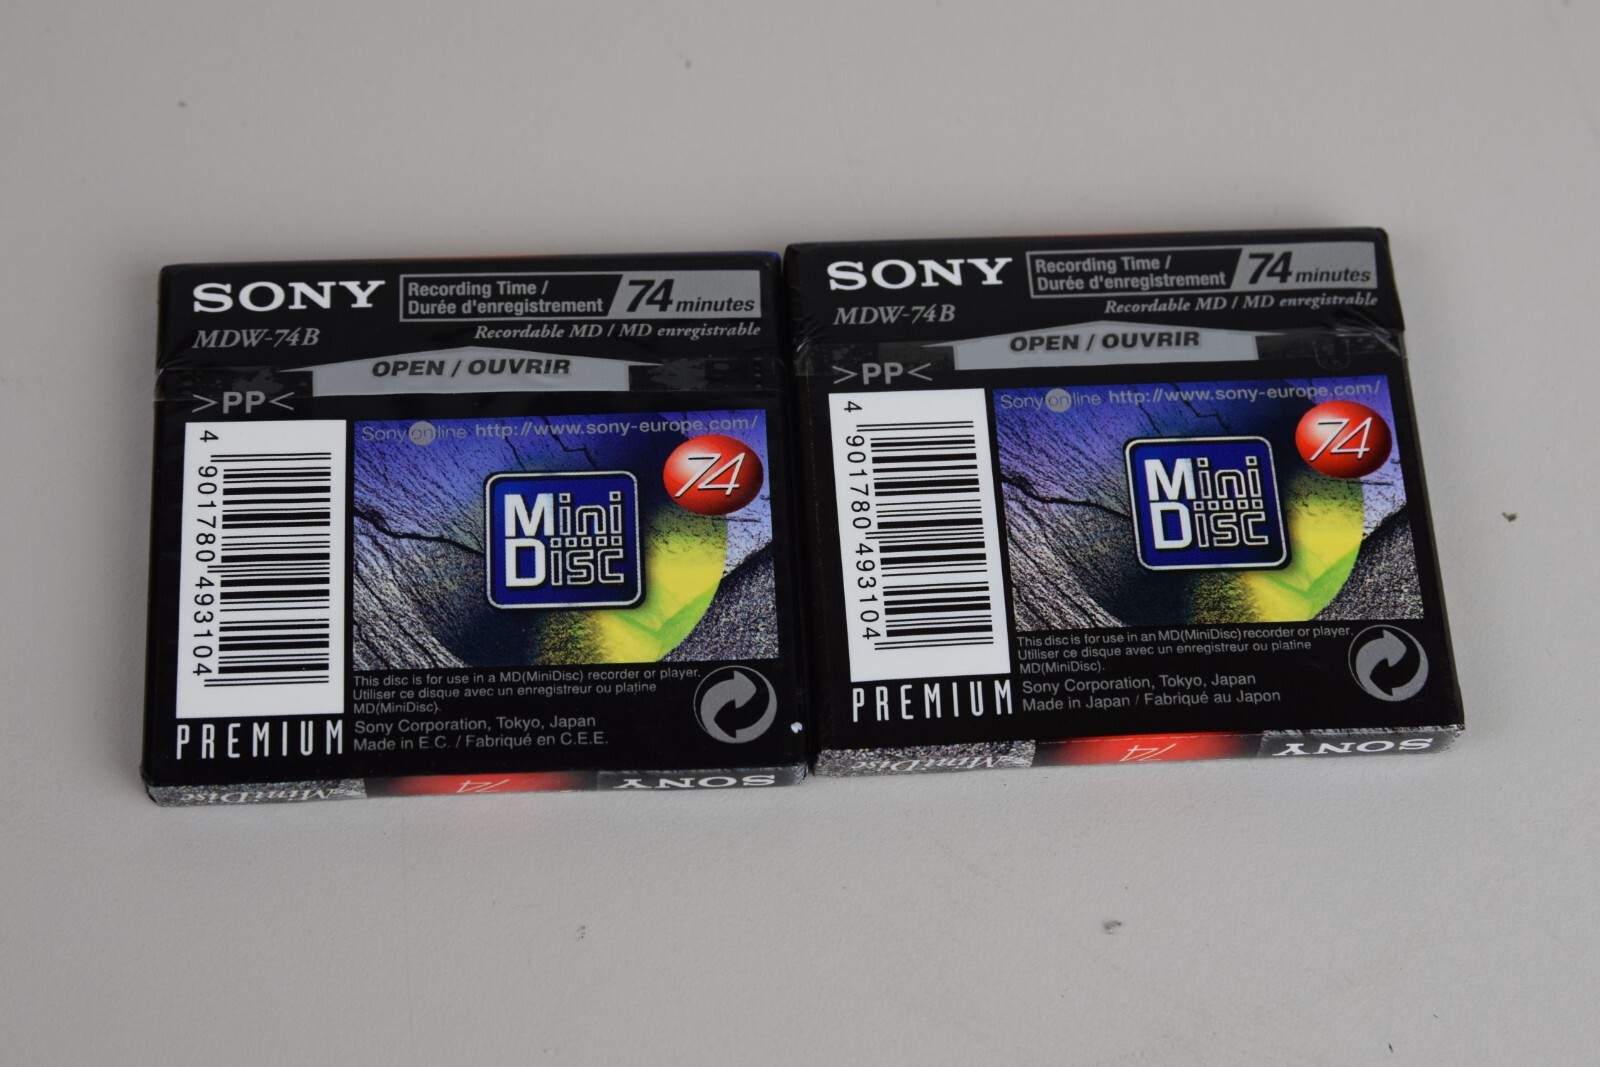 SONY
Recording Time /
Durée d'enregistrement
74 minutes
MDW-74B
Recordable MD / MD enregistrable
OPEN / OUVRIR
>PP<
4 901780 493104
Sony online http://www.sony-europe.com/
74
Mini
Disc
This disc is for use in a MD(MiniDisc) recorder or player.
Utiliser ce disque avec un enregistreur ou platine
MD(MiniDisc).
PREMIUM
Sony Corporation, Tokyo, Japan
Made in E.C. / Fabriqué en C.E.E.
MiniDisc
74
SONY
SONY
Recording Time /
Durée d'enregistrement
74 minutes
MDW-74B
Recordable MD / MD enregistrable
OPEN / OUVRIR
>PP<
4 901780 493104
Sony online http://www.sony-europe.com/
74
Mini
Disc
This disc is for use in an MD(MiniDisc) recorder or player.
Utiliser ce disque avec un enregistreur ou platine
MD(MiniDisc).
PREMIUM
Sony Corporation, Tokyo, Japan
Made in Japan / Fabriqué au Japon
MiniDisc
74
SONY